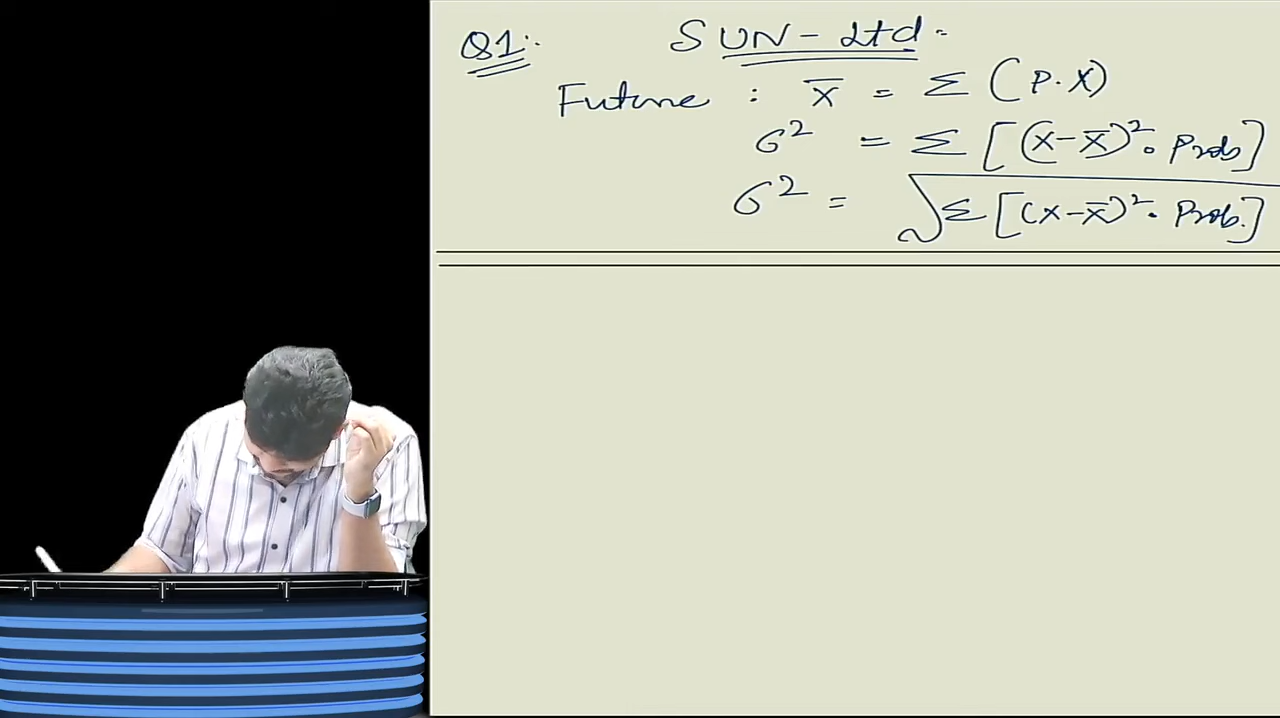 Q1:. SUN - Ltd.
Future : x̄ = Σ (P.X)
σ² = Σ [(x-x̄)². Prob]
σ² = √Σ [(x-x̄)². Prob.]